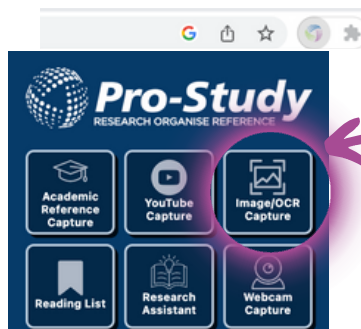 Pro-Study
RESEARCH ORGANISE REFERENCE
Academic
Reference
Capture
YouTube
Capture
Image/OCR
Capture
Reading List
Research
Assistant
Webcam
Capture